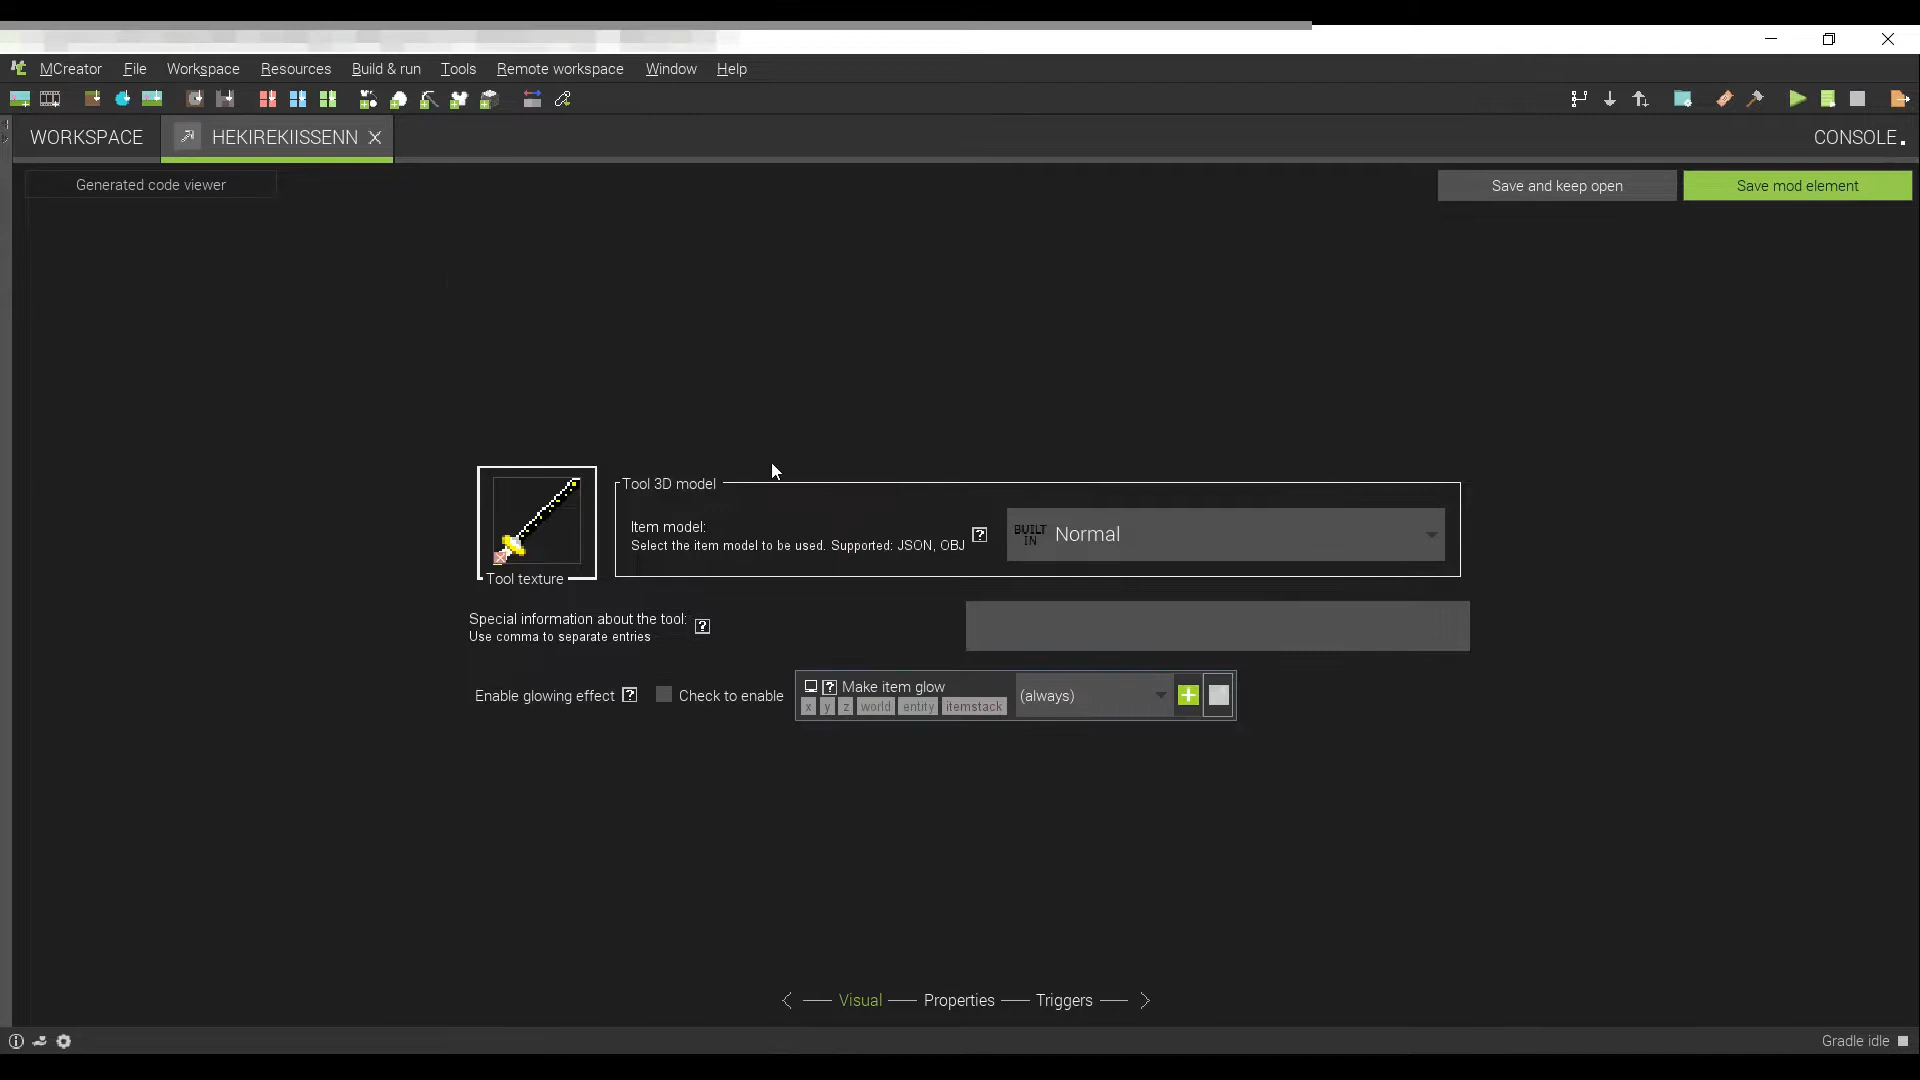 MCreator File Workspace Resources Build & run Tools Remote workspace Window Help
WORKSPACE HEKIREKIISSENN CONSOLE
Generated code viewer Save and keep open Save mod element
Tool 3D model
Item model:
Select the item model to be used. Supported: JSON, OBJ ? BUILT IN Normal
Tool texture
Special information about the tool: ?
Use comma to separate entries
Enable glowing effect ? Check to enable ? Make item glow (always)
x y z world entity itemstack
Visual Properties Triggers
Gradle idle